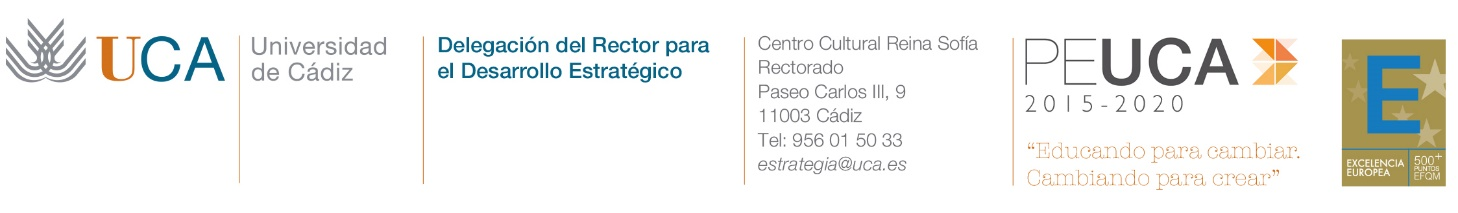 UCA
Universidad
de Cádiz
Delegación del Rector para
el Desarrollo Estratégico
Centro Cultural Reina Sofía
Rectorado
Paseo Carlos III, 9
11003 Cádiz
Tel: 956 01 50 33
estrategia@uca.es
PEUCA
2015-2020
“Educando para cambiar.
Cambiando para crear”
E
EXCELENCIA
EUROPEA
500+
PUNTOS
EFQM